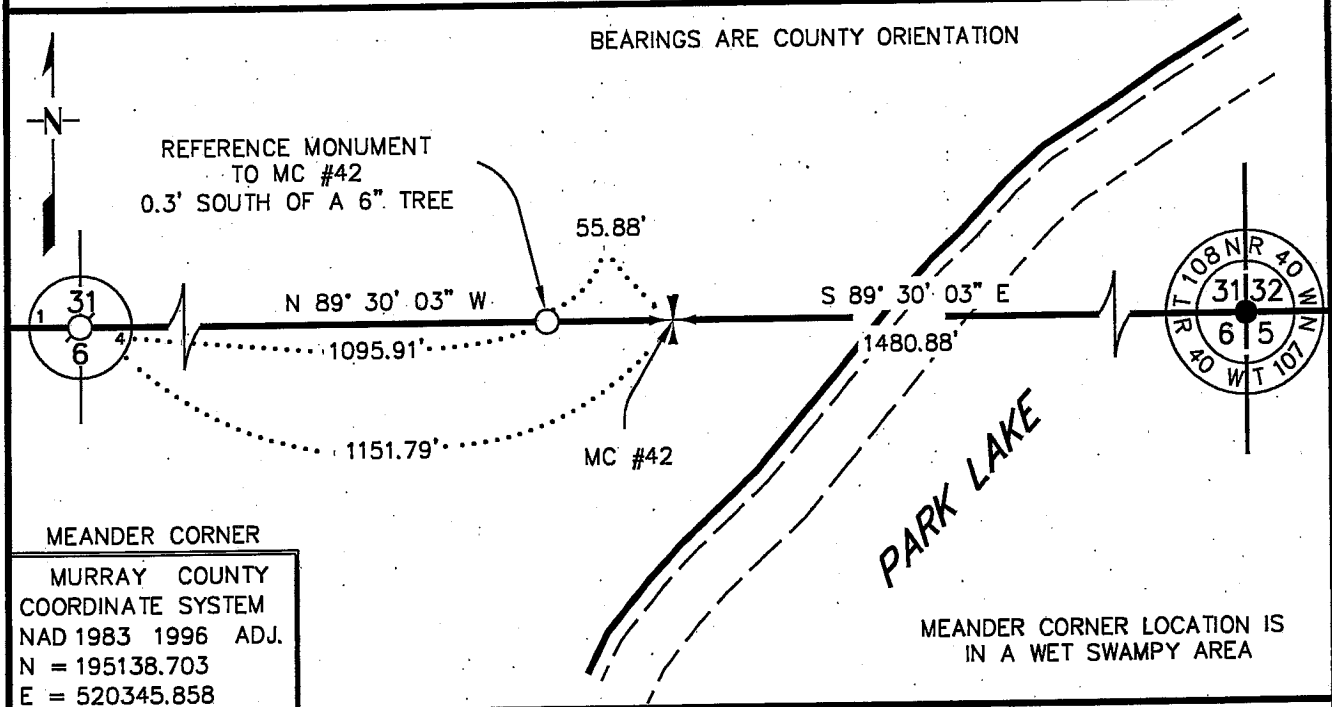 BEARINGS ARE COUNTY ORIENTATION
N
REFERENCE MONUMENT
TO MC #42
0.3' SOUTH OF A 6" TREE
55.88'
T 108 N R 40 W
31 32
6 5
R 40 W T 107 N
31
1
4
6
N 89° 30' 03" W
S 89° 30' 03" E
1095.91'
1480.88'
1151.79'
MC #42
PARK LAKE
MEANDER CORNER
MURRAY COUNTY
COORDINATE SYSTEM
NAD 1983 1996 ADJ.
N = 195138.703
E = 520345.858
MEANDER CORNER LOCATION IS
IN A WET SWAMPY AREA